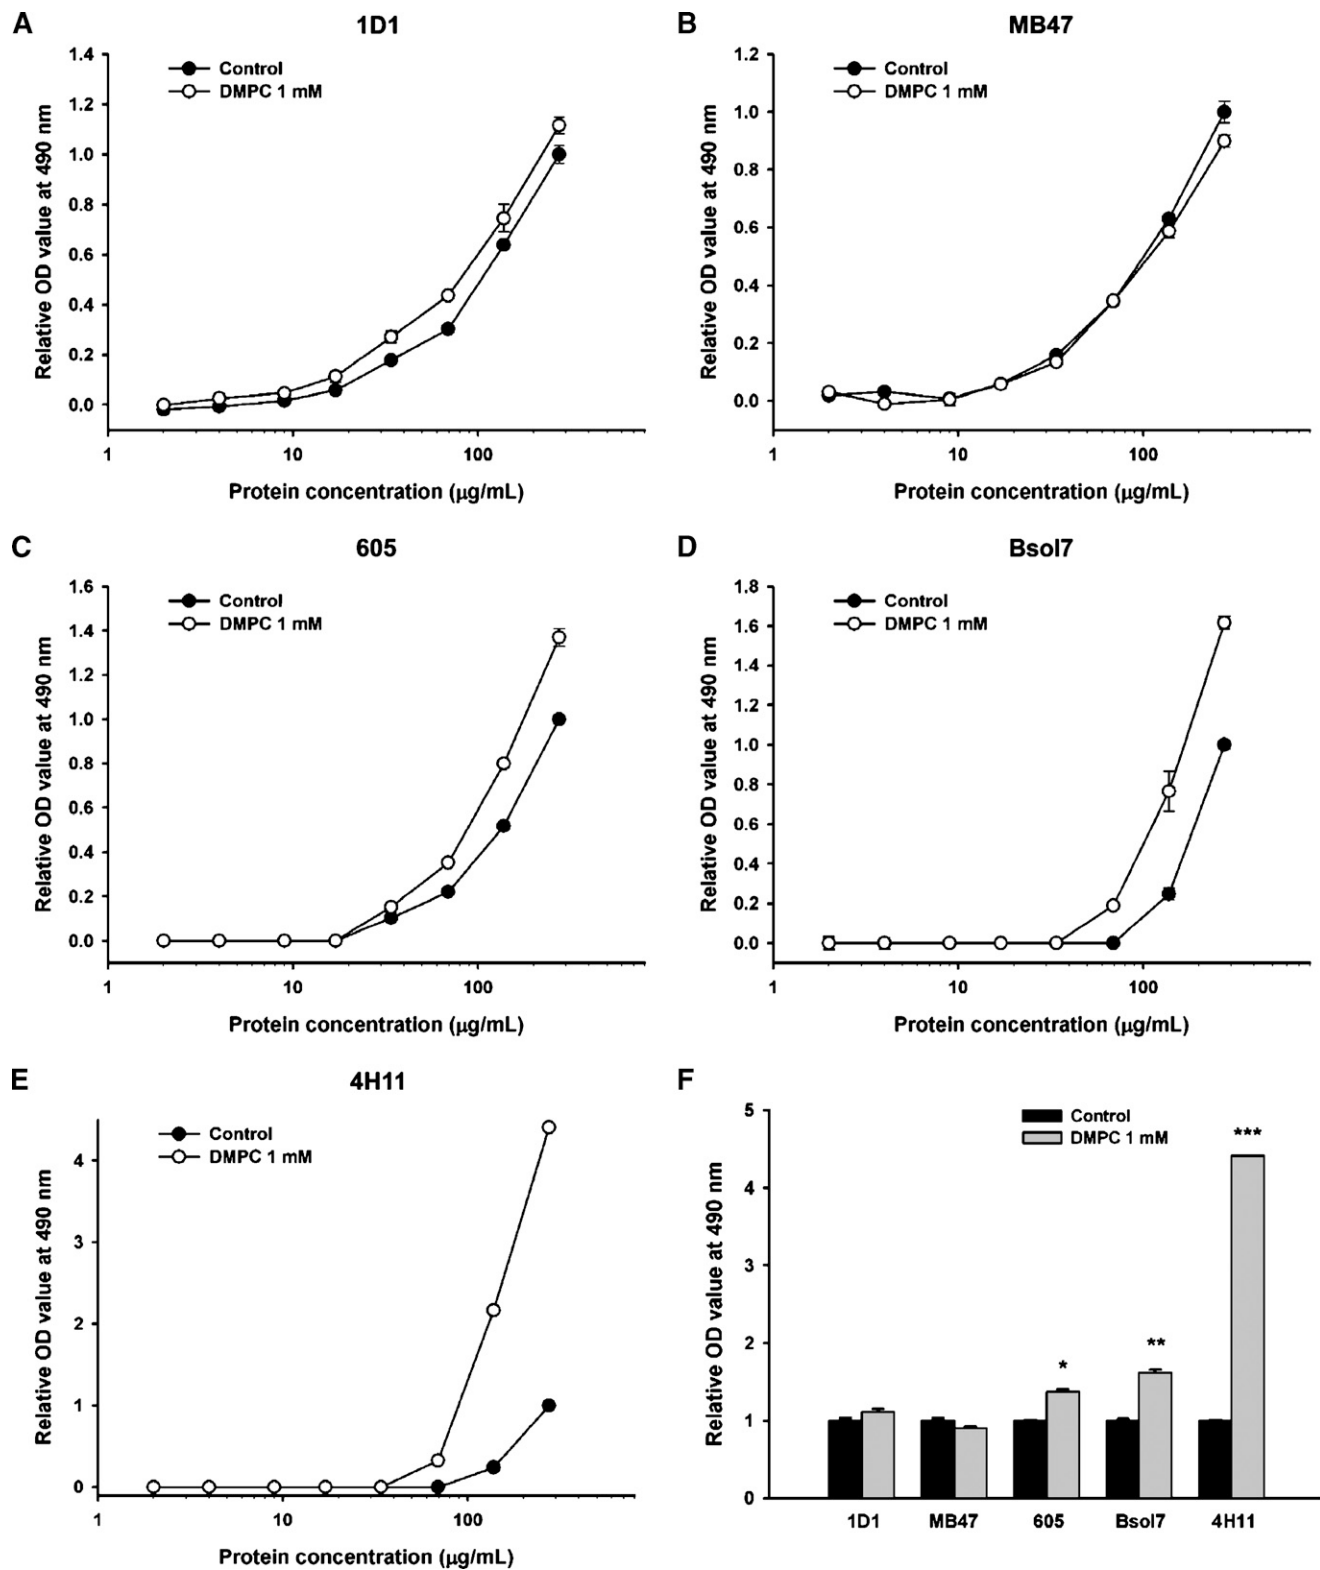 A
1D1
Control
DMPC 1 mM
1.4
1.2
1.0
0.8
0.6
0.4
0.2
0.0
Relative OD value at 490 nm
1
10
100
Protein concentration (µg/mL)
B
MB47
Control
DMPC 1 mM
1.2
1.0
0.8
0.6
0.4
0.2
0.0
Relative OD value at 490 nm
1
10
100
Protein concentration (µg/mL)
C
605
Control
DMPC 1 mM
1.6
1.4
1.2
1.0
0.8
0.6
0.4
0.2
0.0
Relative OD value at 490 nm
1
10
100
Protein concentration (µg/mL)
D
Bsol7
Control
DMPC 1 mM
1.8
1.6
1.4
1.2
1.0
0.8
0.6
0.4
0.2
0.0
Relative OD value at 490 nm
1
10
100
Protein concentration (µg/mL)
E
4H11
Control
DMPC 1 mM
4
3
2
1
0
Relative OD value at 490 nm
1
10
100
Protein concentration (µg/mL)
F
Control
DMPC 1 mM
5
4
3
2
1
0
Relative OD value at 490 nm
*
**
***
1D1
MB47
605
Bsol7
4H11